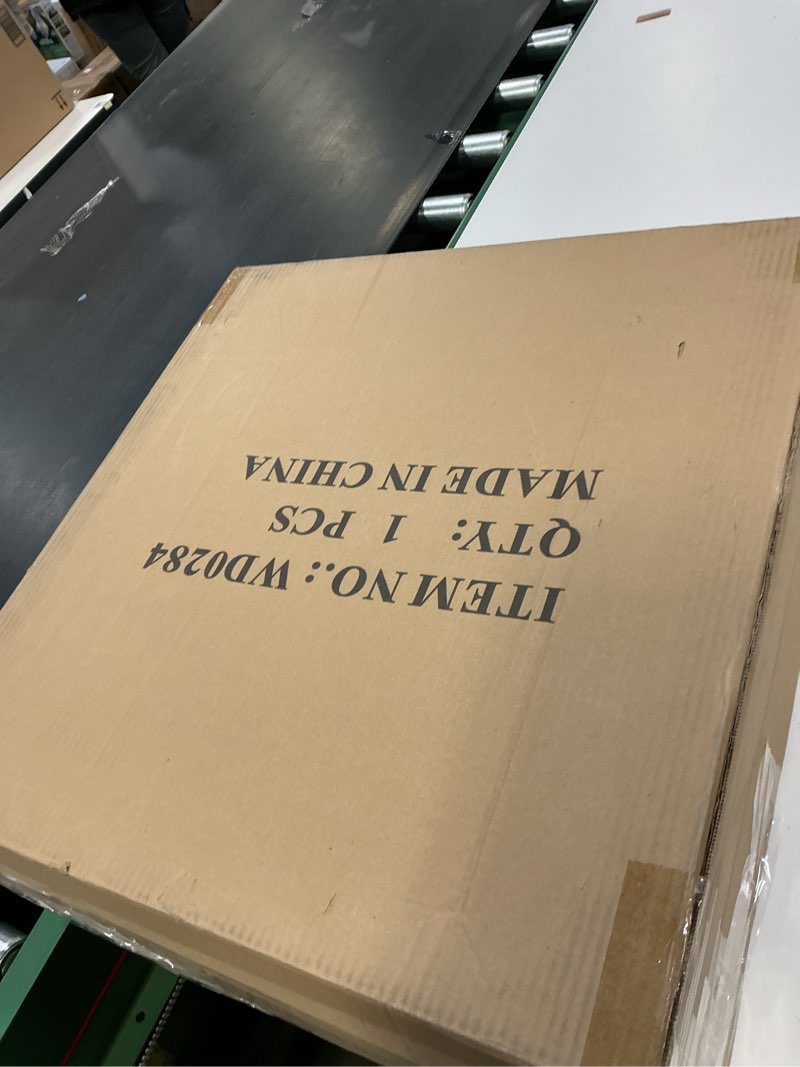 ITEM NO.: WD0284
QTY: 1 PCS
MADE IN CHINA